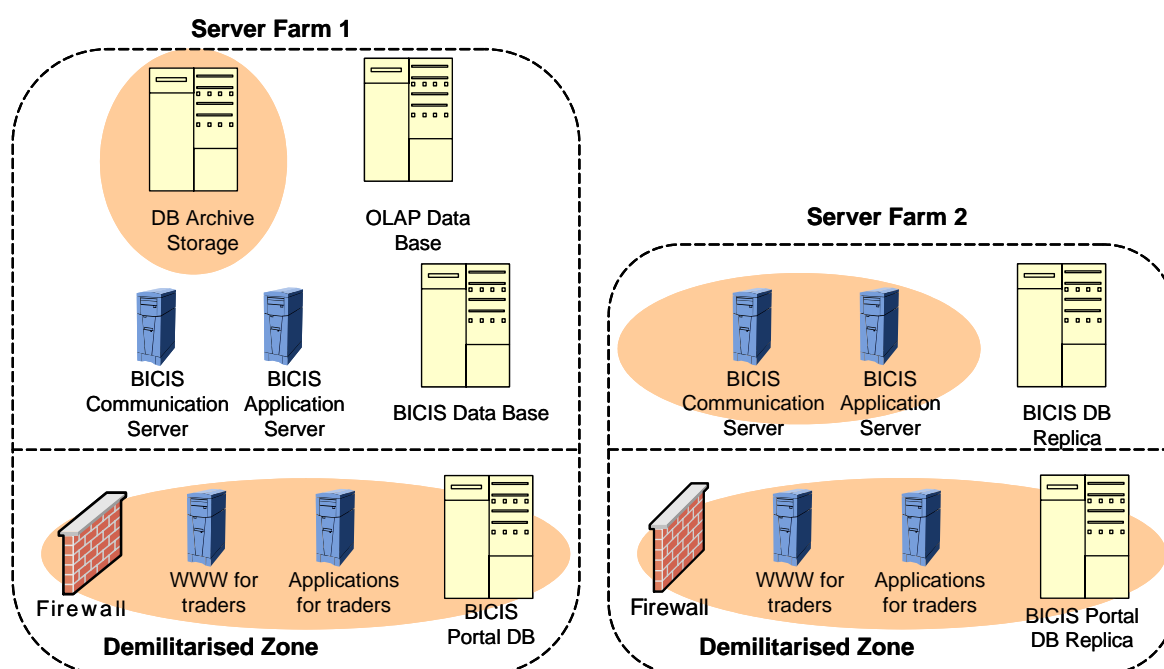 Server Farm 1
DB Archive
Storage
OLAP Data
Base
BICIS
Communication
Server
BICIS
Application
Server
BICIS Data Base
Firewall
WWW for
traders
Applications
for traders
BICIS
Portal DB
Demilitarised Zone
Server Farm 2
BICIS
Communication
Server
BICIS
Application
Server
BICIS DB
Replica
Firewall
WWW for
traders
Applications
for traders
BICIS Portal
DB Replica
Demilitarised Zone